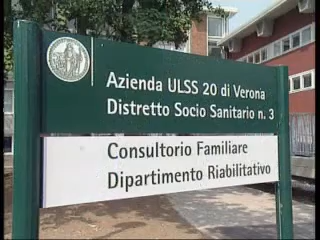 Azienda ULSS 20 di Verona
Distretto Socio Sanitario n. 3
Consultorio Familiare
Dipartimento Riabilitativo